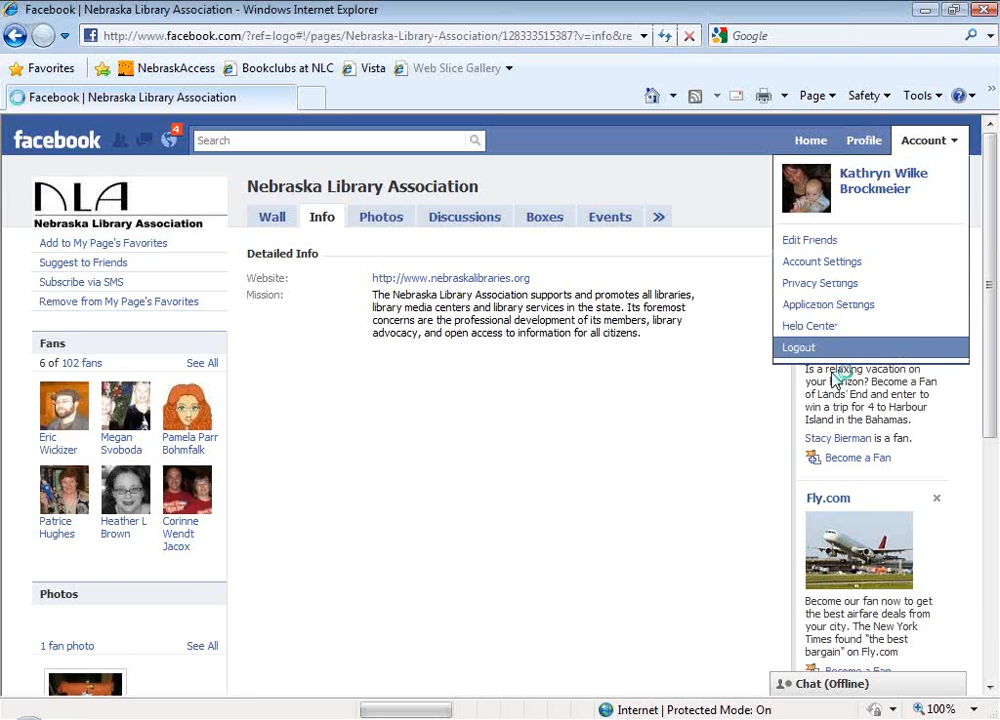 Facebook | Nebraska Library Association - Windows Internet Explorer
http://www.facebook.com/?ref=logo#!/pages/Nebraska-Library-Association/128333515387?v=info&re
Google
Favorites
NebraskAccess
Bookclubs at NLC
Vista
Web Slice Gallery
Facebook | Nebraska Library Association
Page
Safety
Tools
»
facebook
4
Search
Home
Profile
Account
Kathryn Wilke
Brockmeier
Edit Friends
Account Settings
Privacy Settings
Application Settings
Help Center
Logout
NLA
Nebraska Library Association
Add to My Page's Favorites
Suggest to Friends
Subscribe via SMS
Remove from My Page's Favorites
Nebraska Library Association
Wall
Info
Photos
Discussions
Boxes
Events
»
Detailed Info
Website:
http://www.nebraskalibraries.org
Mission:
The Nebraska Library Association supports and promotes all libraries,
library media centers and library services in the state. Its foremost
concerns are the professional development of its members, library
advocacy, and open access to information for all citizens.
Fans
6 of 102 fans
See All
Eric
Wickizer
Megan
Svoboda
Pamela Parr
Bohmfalk
Patrice
Hughes
Heather L
Brown
Corinne
Wendt
Jacox
Photos
1 fan photo
See All
Is a relaxing vacation on
your horizon? Become a Fan
of Lands' End and enter to
win a trip for 4 to Harbour
Island in the Bahamas.
Stacy Bierman is a fan.
Become a Fan
Fly.com
Become our fan now to get
the best airfare deals from
your city. The New York
Times found "the best
bargain" on Fly.com
Become a Fan
Chat (Offline)
Internet | Protected Mode: On
100%